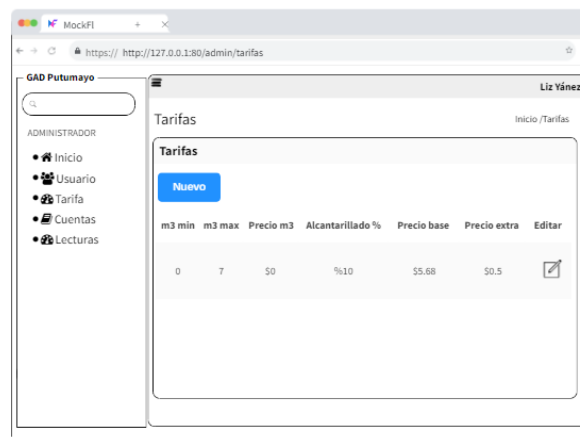 MockFl
https:// http://127.0.0.1:80/admin/tarifas
GAD Putumayo
Liz Yánez
Tarifas
Inicio /Tarifas
ADMINISTRADOR
Inicio
Usuario
Tarifa
Cuentas
Lecturas
Tarifas
Nuevo
m3 min m3 max Precio m3 Alcantarillado % Precio base Precio extra Editar
0 7 $0 %10 $5.68 $0.5